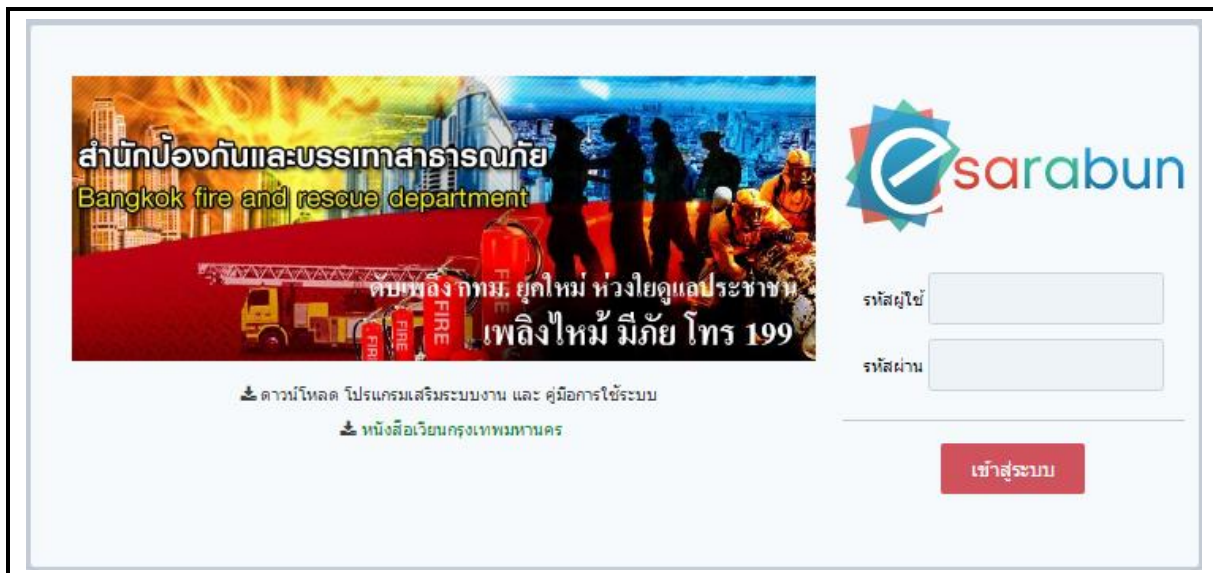 สำนักป้องกันและบรรเทาสาธารณภัย
Bangkok fire and rescue department
ดับเพลิง กทม. ยุคใหม่ ห่วงใยดูแลประชาชน
เพลิงไหม้ มีภัย โทร 199
FIRE
FIRE
FIRE
FIRE
ดาวน์โหลด โปรแกรมเสริมระบบงาน และ คู่มือการใช้ระบบ
หนังสือเวียนกรุงเทพมหานคร
esarabun
รหัสผู้ใช้
รหัสผ่าน
เข้าสู่ระบบ